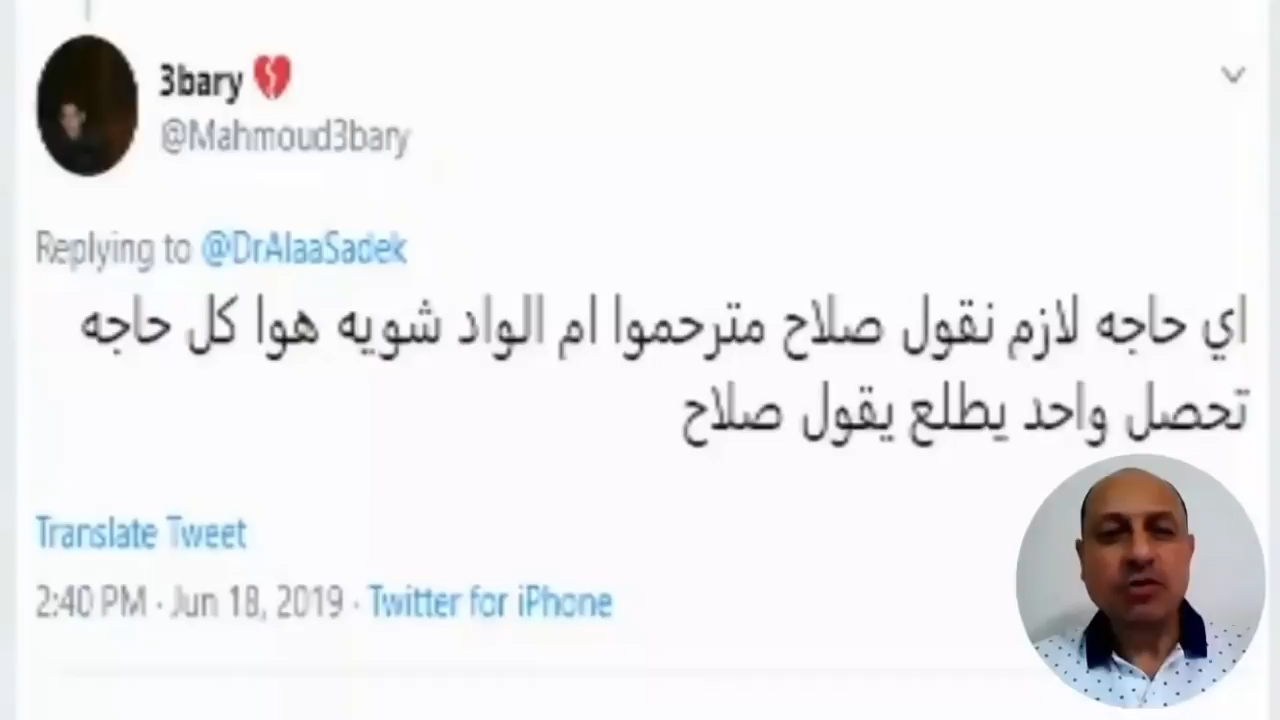 3bary 💔
@Mahmoud3bary
Replying to @DrAlaaSadek
اي حاجه لازم نقول صلاح مترحموا ام الواد شويه هوا كل حاجه
تحصل واحد يطلع يقول صلاح
Translate Tweet
2:40 PM · Jun 18, 2019 · Twitter for iPhone